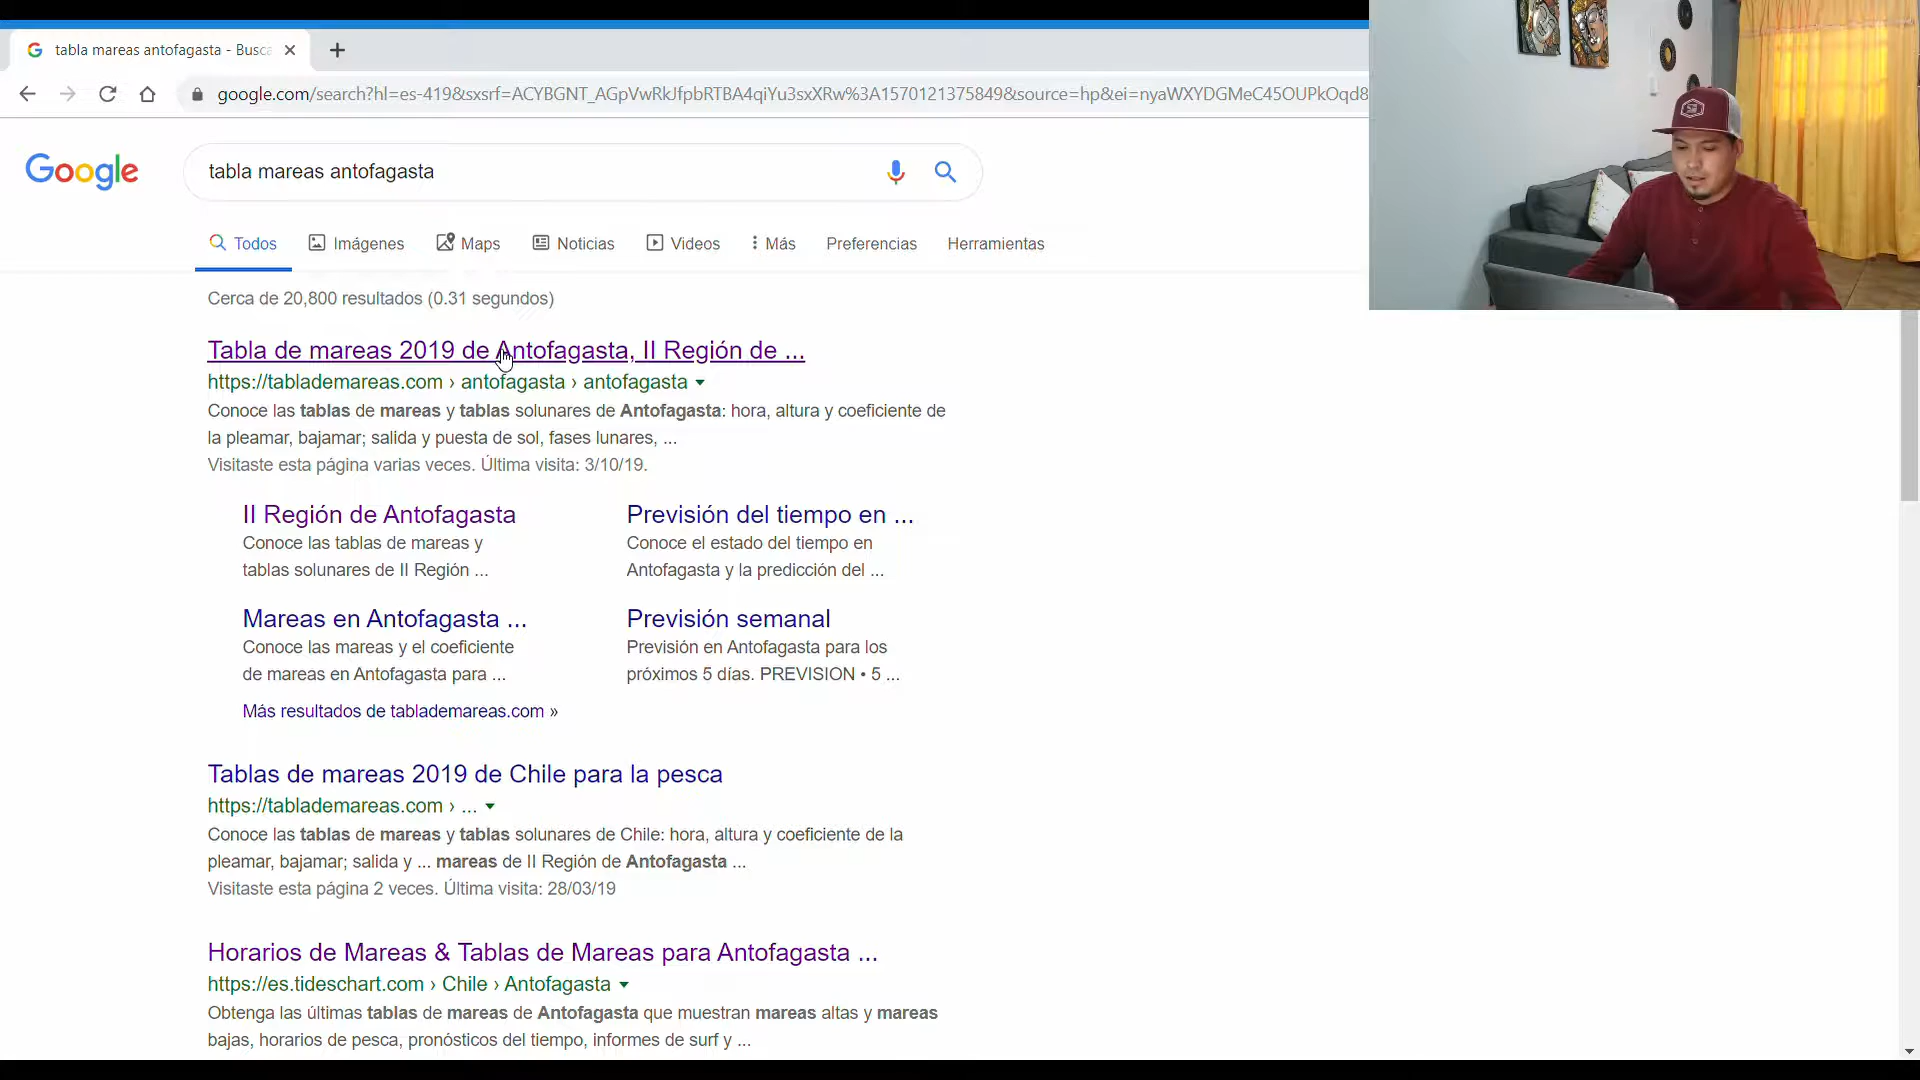 tabla mareas antofagasta - Busca
google.com/search?hl=es-419&sxsrf=ACYBGNT_AGpVwRkJfpbRTBA4qiYu3sxXRw%3A1570121375849&source=hp&ei=nyaWXYDGMeC45OUPkOqd8
Google
tabla mareas antofagasta
Todos Imágenes Maps Noticias Videos Más Preferencias Herramientas
Cerca de 20,800 resultados (0.31 segundos)
Tabla de mareas 2019 de Antofagasta, II Región de ...
https://tablademareas.com › antofagasta › antofagasta
Conoce las tablas de mareas y tablas solunares de Antofagasta: hora, altura y coeficiente de
la pleamar, bajamar; salida y puesta de sol, fases lunares, ...
Visitaste esta página varias veces. Última visita: 3/10/19.
II Región de Antofagasta
Conoce las tablas de mareas y
tablas solunares de II Región ...
Previsión del tiempo en ...
Conoce el estado del tiempo en
Antofagasta y la predicción del ...
Mareas en Antofagasta ...
Conoce las mareas y el coeficiente
de mareas en Antofagasta para ...
Previsión semanal
Previsión en Antofagasta para los
próximos 5 días. PREVISION • 5 ...
Más resultados de tablademareas.com »
Tablas de mareas 2019 de Chile para la pesca
https://tablademareas.com › ...
Conoce las tablas de mareas y tablas solunares de Chile: hora, altura y coeficiente de la
pleamar, bajamar; salida y ... mareas de II Región de Antofagasta ...
Visitaste esta página 2 veces. Última visita: 28/03/19
Horarios de Mareas & Tablas de Mareas para Antofagasta ...
https://es.tideschart.com › Chile › Antofagasta
Obtenga las últimas tablas de mareas de Antofagasta que muestran mareas altas y mareas
bajas, horarios de pesca, pronósticos del tiempo, informes de surf y ...